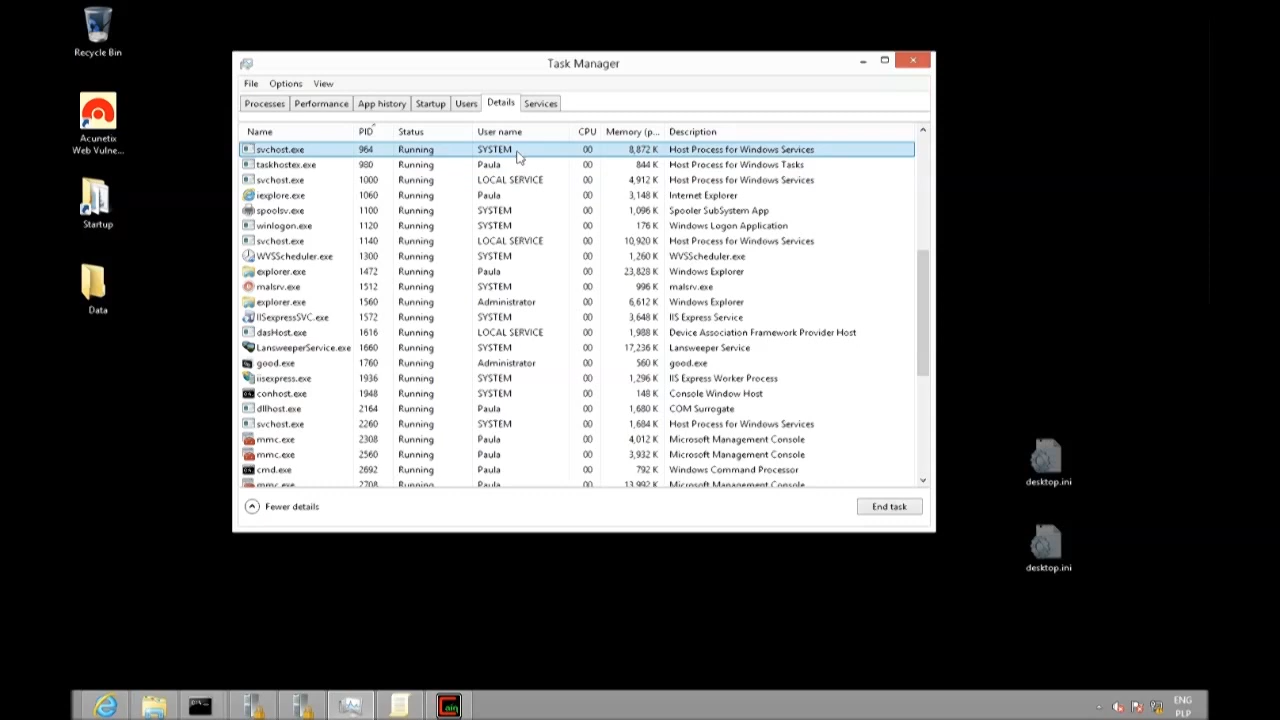 Recycle Bin
Acunetix
Web Vulne...
Startup
Data
Task Manager
File Options View
Processes Performance App history Startup Users Details Services
Name PID Status User name CPU Memory (p... Description
svchost.exe 964 Running SYSTEM 00 8,872 K Host Process for Windows Services
taskhostex.exe 980 Running Paula 00 844 K Host Process for Windows Tasks
svchost.exe 1000 Running LOCAL SERVICE 00 4,912 K Host Process for Windows Services
iexplore.exe 1060 Running Paula 00 3,148 K Internet Explorer
spoolsv.exe 1100 Running SYSTEM 00 1,096 K Spooler SubSystem App
winlogon.exe 1120 Running SYSTEM 00 176 K Windows Logon Application
svchost.exe 1140 Running LOCAL SERVICE 00 10,920 K Host Process for Windows Services
WVSScheduler.exe 1300 Running SYSTEM 00 1,260 K WVSScheduler.exe
explorer.exe 1472 Running Paula 00 23,828 K Windows Explorer
malsrv.exe 1512 Running SYSTEM 00 996 K malsrv.exe
explorer.exe 1560 Running Administrator 00 6,612 K Windows Explorer
IISexpressSVC.exe 1572 Running SYSTEM 00 3,648 K IIS Express Service
dasHost.exe 1616 Running LOCAL SERVICE 00 1,988 K Device Association Framework Provider Host
LansweeperService.exe 1660 Running SYSTEM 00 17,236 K Lansweeper Service
good.exe 1760 Running Administrator 00 560 K good.exe
iisexpress.exe 1936 Running SYSTEM 00 1,296 K IIS Express Worker Process
conhost.exe 1948 Running SYSTEM 00 148 K Console Window Host
dllhost.exe 2164 Running Paula 00 1,680 K COM Surrogate
svchost.exe 2260 Running SYSTEM 00 1,684 K Host Process for Windows Services
mmc.exe 2308 Running Paula 00 4,012 K Microsoft Management Console
mmc.exe 2560 Running Paula 00 3,932 K Microsoft Management Console
cmd.exe 2692 Running Paula 00 792 K Windows Command Processor
mmc.exe 2708 Running Paula 00 13,992 K Microsoft Management Console
Fewer details End task
desktop.ini
desktop.ini
Cain
ENG
PLP